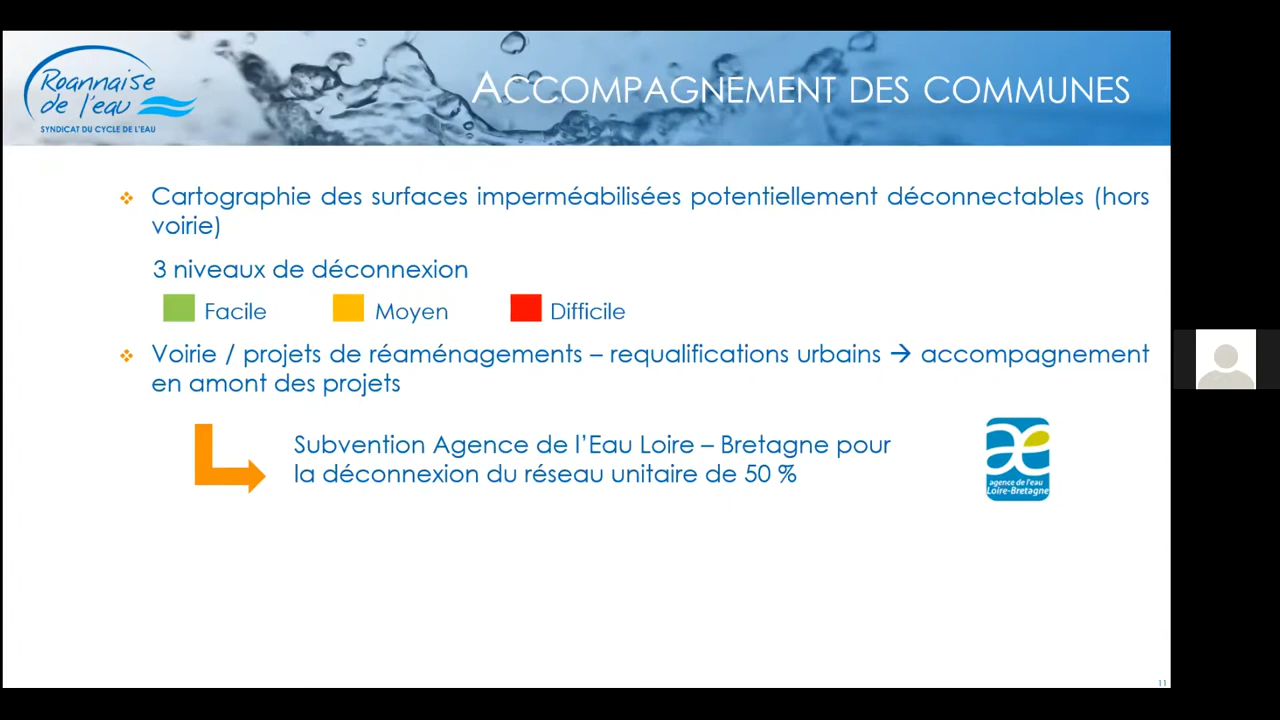 Roannaise
de l'eau
SYNDICAT DU CYCLE DE L'EAU
ACCOMPAGNEMENT DES COMMUNES
❖ Cartographie des surfaces imperméabilisées potentiellement déconnectables (hors
voirie)
3 niveaux de déconnexion
Facile Moyen Difficile
❖ Voirie / projets de réaménagements – requalifications urbains → accompagnement
en amont des projets
Subvention Agence de l'Eau Loire – Bretagne pour
la déconnexion du réseau unitaire de 50 %
ae
agence de l'eau
Loire-Bretagne
11